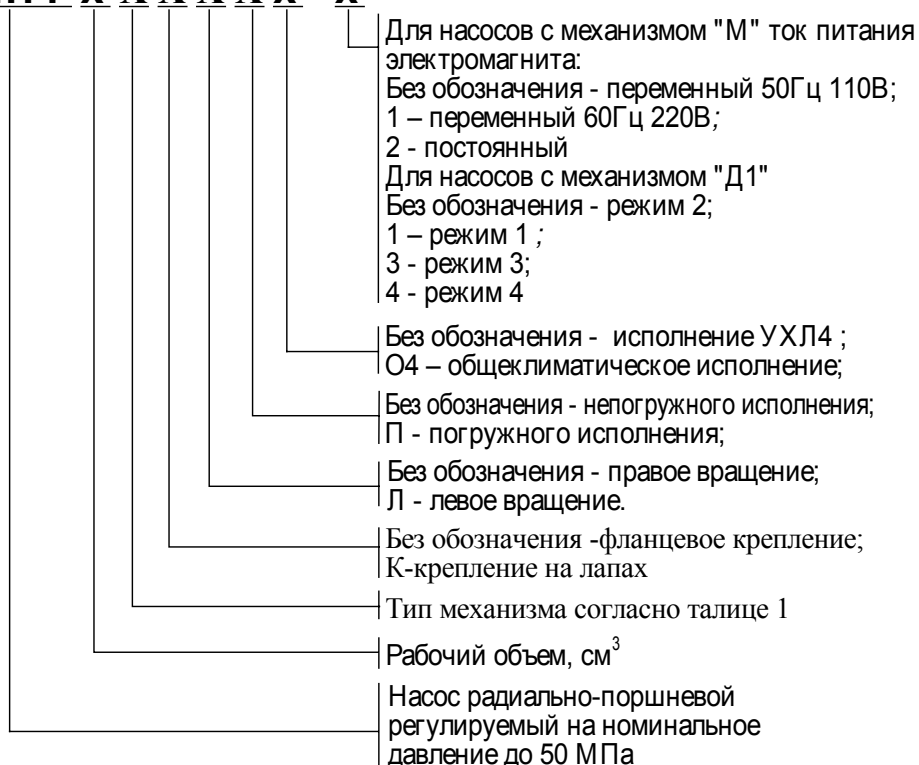 Для насосов с механизмом "М" ток питания
электромагнита:
Без обозначения - переменный 50Гц 110В;
1 – переменный 60Гц 220В;
2 - постоянный
Для насосов с механизмом "Д1"
Без обозначения - режим 2;
1 – режим 1 ;
3 - режим 3;
4 - режим 4
Без обозначения - исполнение УХЛ4 ;
О4 – общеклиматическое исполнение;
Без обозначения - непогружного исполнения;
П - погружного исполнения;
Без обозначения - правое вращение;
Л - левое вращение.
Без обозначения -фланцевое крепление;
К-крепление на лапах
Тип механизма согласно талице 1
Рабочий объем, см³
Насос радиально-поршневой
регулируемый на номинальное
давление до 50 МПа